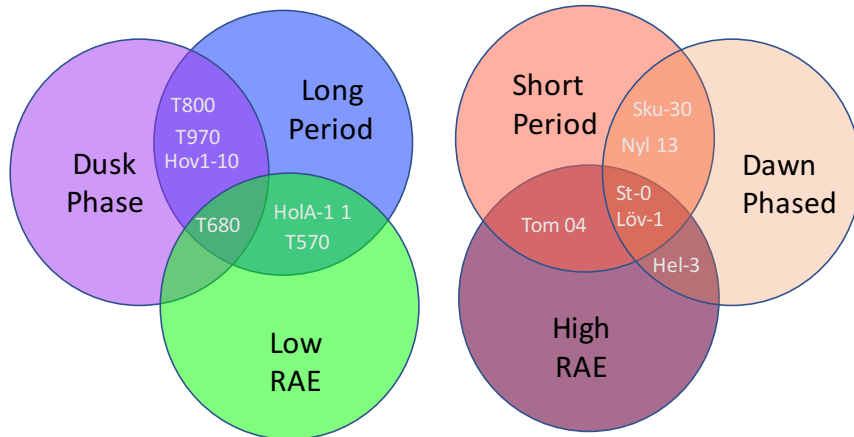 T800
T970
Hov1-10
Long
Period
Dusk
Phase
T680
HolA-1 1
T570
Low
RAE
Short
Period
Sku-30
Nyl 13
Dawn
Phased
St-0
Löv-1
Tom 04
Hel-3
High
RAE